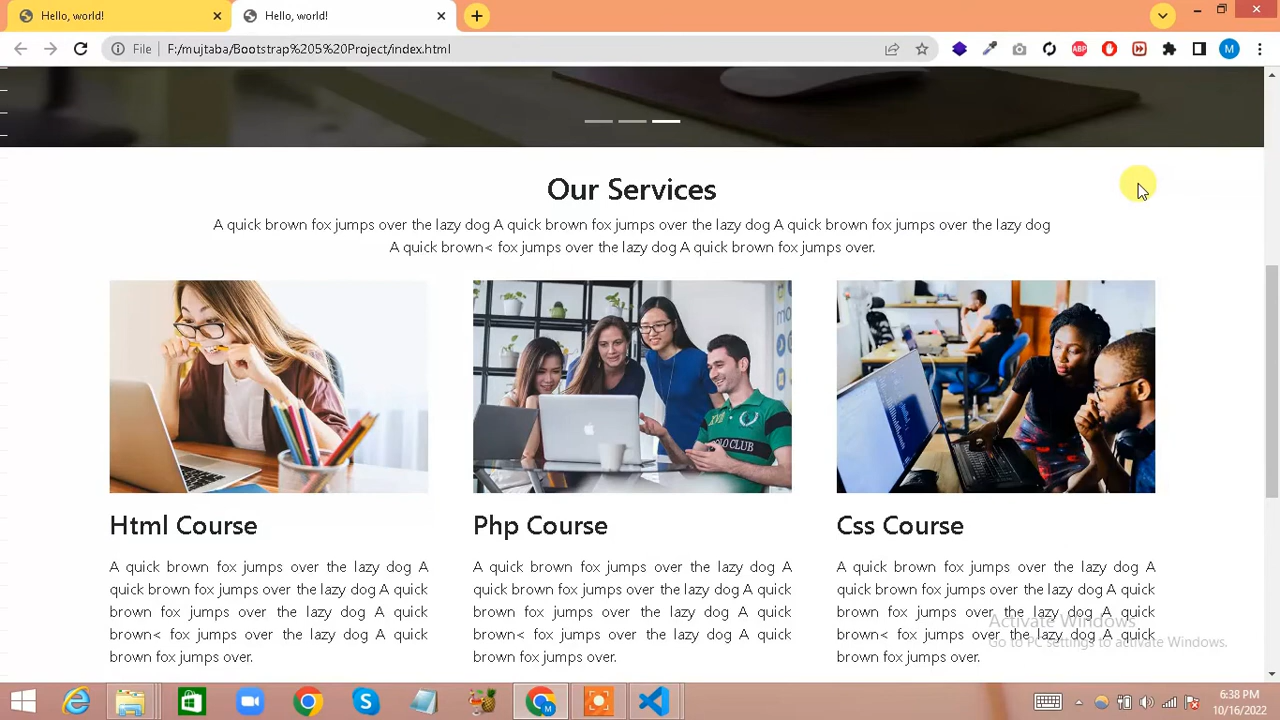 Hello, world!
Hello, world!
File
F:/mujtaba/Bootstrap%205%20Project/index.html
ABP
M
Our Services
A quick brown fox jumps over the lazy dog A quick brown fox jumps over the lazy dog A quick brown fox jumps over the lazy dog
A quick brown< fox jumps over the lazy dog A quick brown fox jumps over.
Html Course
A quick brown fox jumps over the lazy dog A
quick brown fox jumps over the lazy dog A quick
brown fox jumps over the lazy dog A quick
brown< fox jumps over the lazy dog A quick
brown fox jumps over.
Php Course
A quick brown fox jumps over the lazy dog A
quick brown fox jumps over the lazy dog A quick
brown fox jumps over the lazy dog A quick
brown< fox jumps over the lazy dog A quick
brown fox jumps over.
Css Course
A quick brown fox jumps over the lazy dog A
quick brown fox jumps over the lazy dog A quick
brown fox jumps over the lazy dog A quick
brown< fox jumps over the lazy dog A quick
brown fox jumps over.
Activate Windows
Go to PC settings to activate Windows.
6:38 PM
10/16/2022